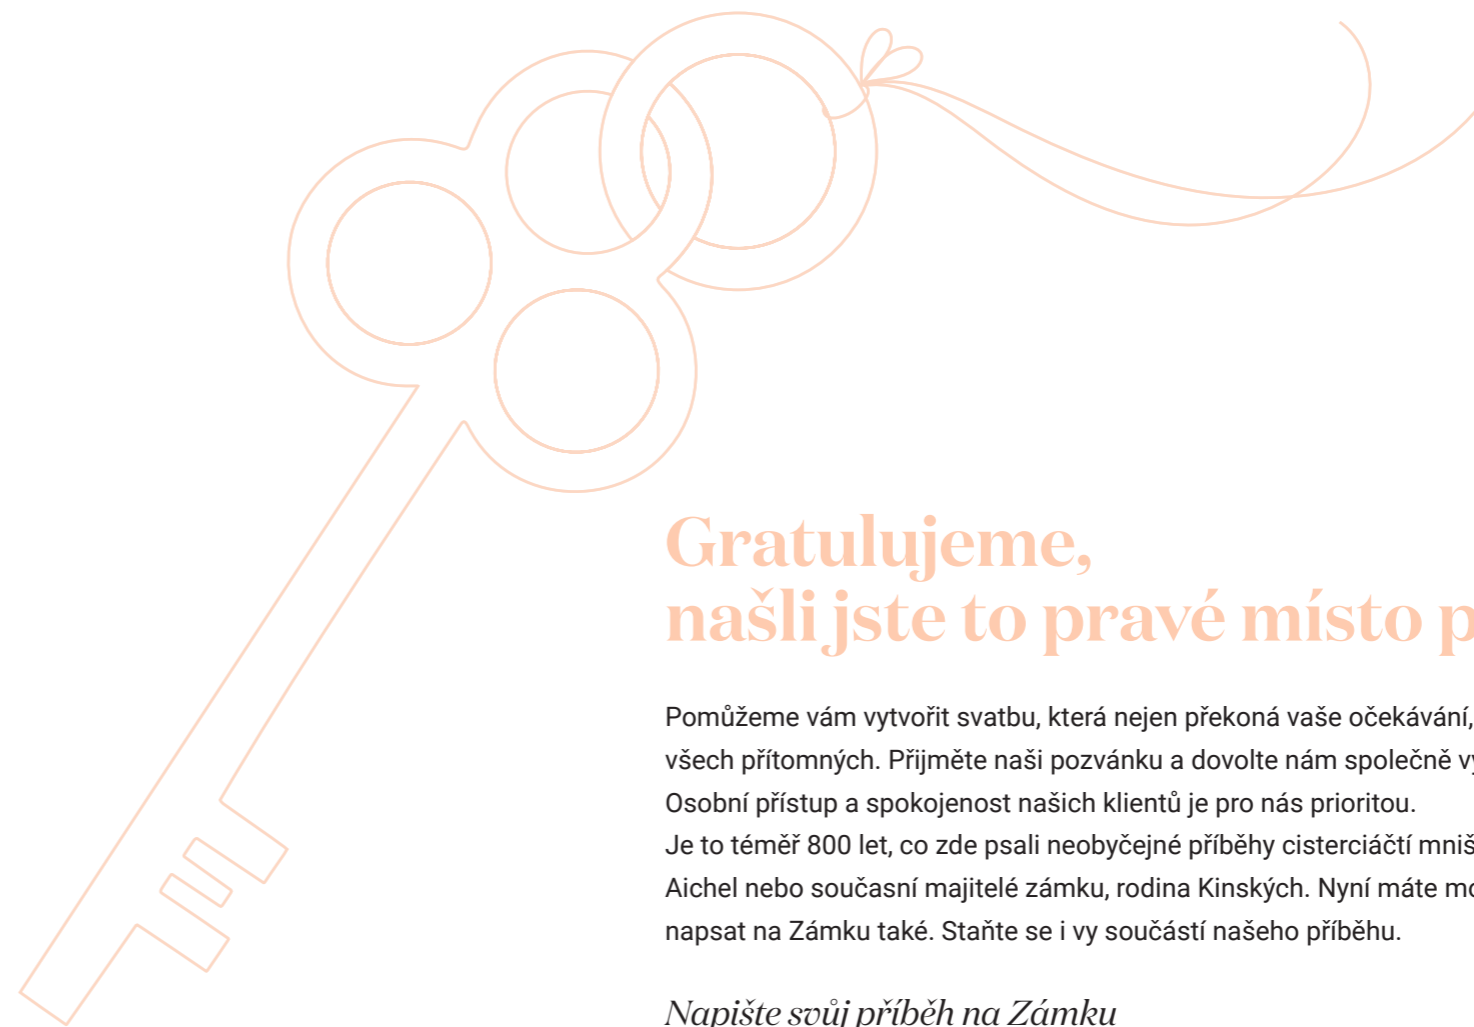 Gratulujeme,
našli jste to pravé místo
Pomůžeme vám vytvořit svatbu, která nejen překoná vaše očekávání,
všech přítomných. Přijměte naši pozvánku a dovolte nám společně
Osobní přístup a spokojenost našich klientů je pro nás prioritou.
Je to téměř 800 let, co zde psali neobyčejné příběhy cisterciáčtí
Aichel nebo současní majitelé zámku, rodina Kinských. Nyní máte
napsat na Zámku také. Staňte se i vy součástí našeho příběhu.
Napište svůj příběh na Zámku